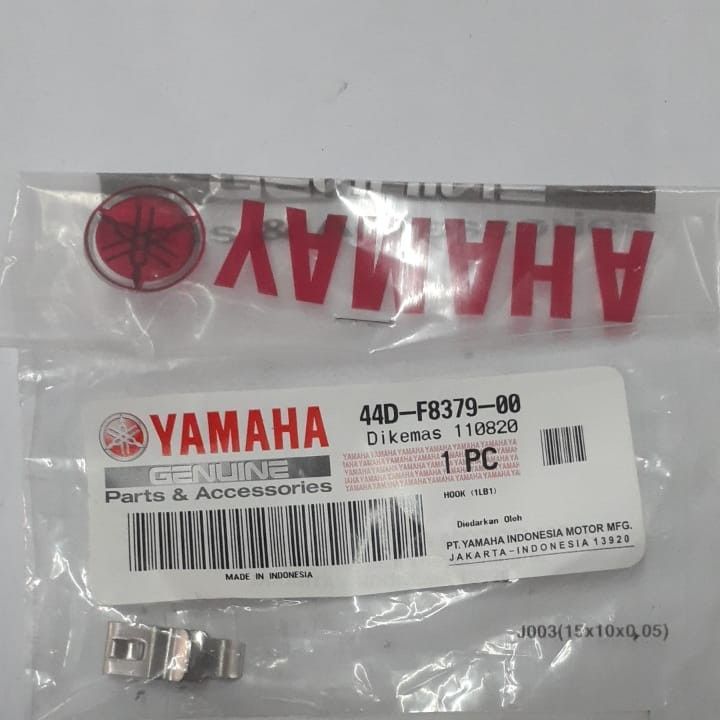 YAMAHA
YAMAHA
GENUINE
Parts & Accessories
44D-F8379-00
Dikemas 110820
1 PC
HOOK (1LB1)
Diedarkan Oleh
PT. YAMAHA INDONESIA MOTOR MFG.
JAKARTA-INDONESIA 13920
MADE IN INDONESIA
J003(15x10x0,05)